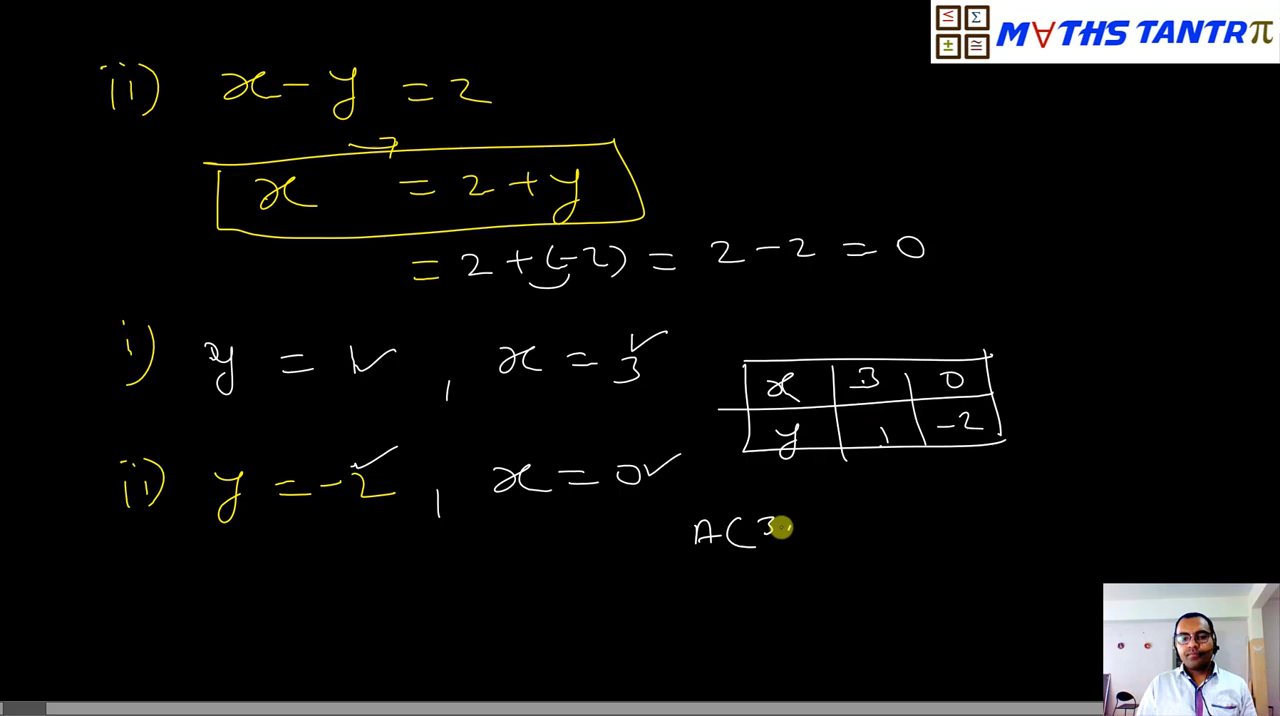 ≤ Σ ± ≅ M∀THS TANTRπ
ii) x - y = 2
x = 2 + y
= 2 + (-2) = 2 - 2 = 0
i) y = 1 ✓, x = 3 ✓
x 3 0
y 1 -2
ii) y = -2 ✓, x = 0 ✓
A(3,